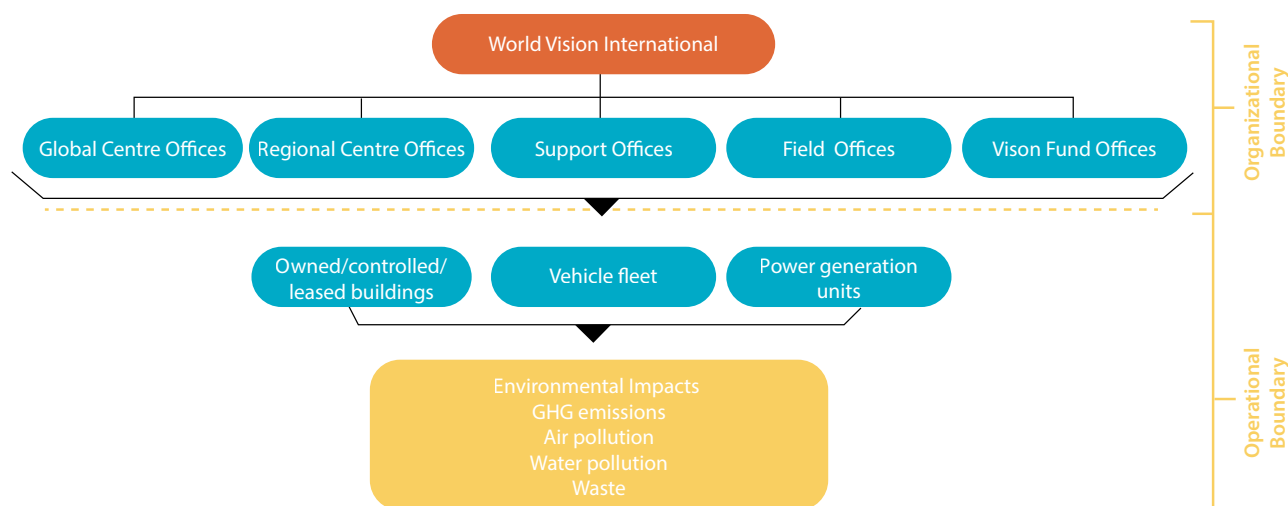 World Vision International
Global Centre Offices
Regional Centre Offices
Support Offices
Field Offices
Vison Fund Offices
Organizational
Boundary
Owned/controlled/
leased buildings
Vehicle fleet
Power generation
units
Environmental Impacts
GHG emissions
Air pollution
Water pollution
Waste
Operational
Boundary